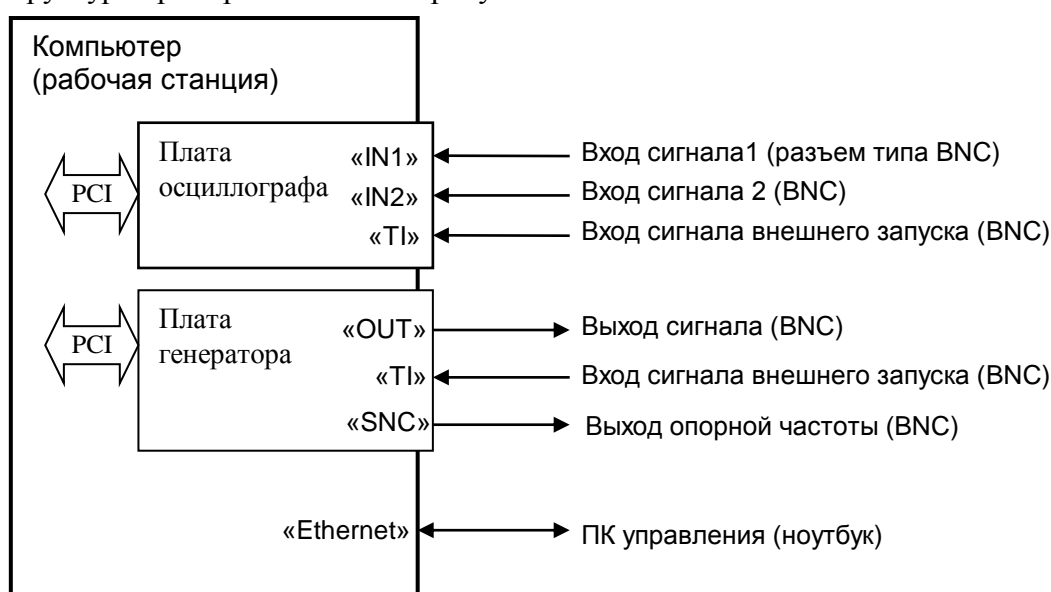 Компьютер
(рабочая станция)
PCI
Плата
осциллографа
«IN1»
«IN2»
«TI»
Вход сигнала1 (разъем типа BNC)
Вход сигнала 2 (BNC)
Вход сигнала внешнего запуска (BNC)
PCI
Плата
генератора
«OUT»
«TI»
«SNC»
Выход сигнала (BNC)
Вход сигнала внешнего запуска (BNC)
Выход опорной частоты (BNC)
«Ethernet»
ПК управления (ноутбук)